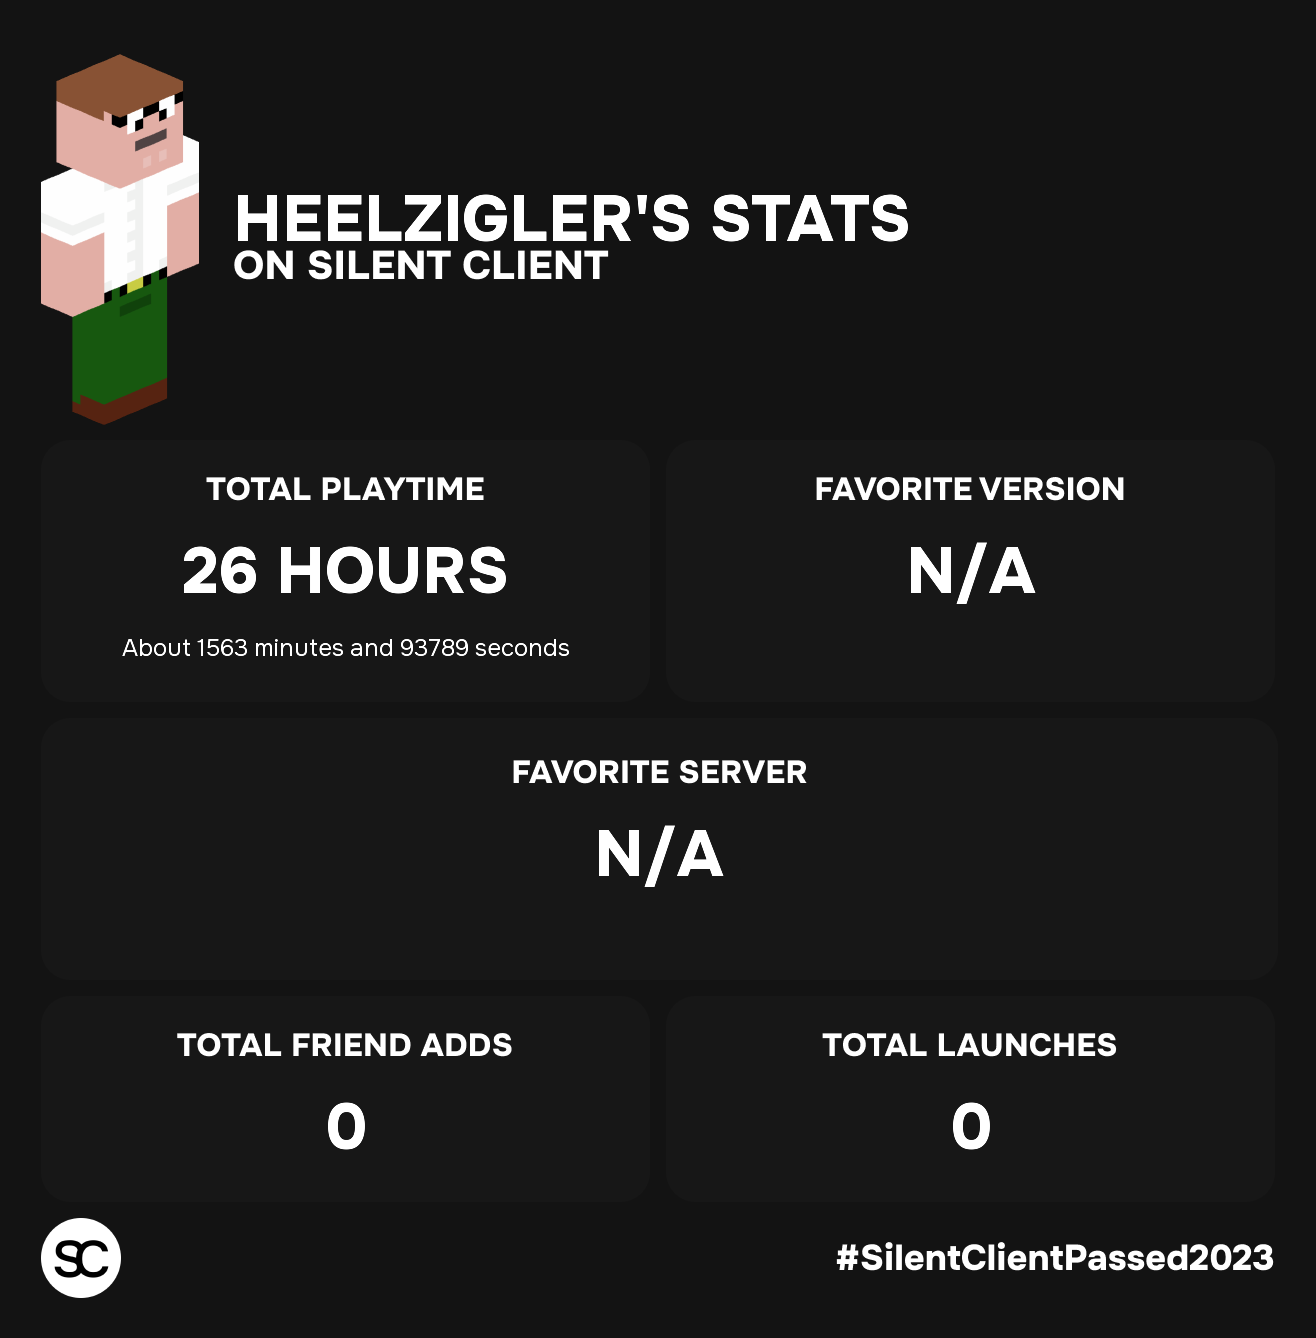 HEELZIGLER'S STATS
ON SILENT CLIENT
TOTAL PLAYTIME
26 HOURS
About 1563 minutes and 93789 seconds
FAVORITE VERSION
N/A
FAVORITE SERVER
N/A
TOTAL FRIEND ADDS
0
TOTAL LAUNCHES
0
SC
#SilentClientPassed2023